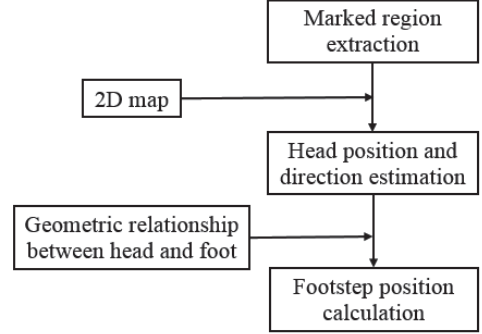 Marked region
extraction
2D map
Head position and
direction estimation
Geometric relationship
between head and foot
Footstep position
calculation